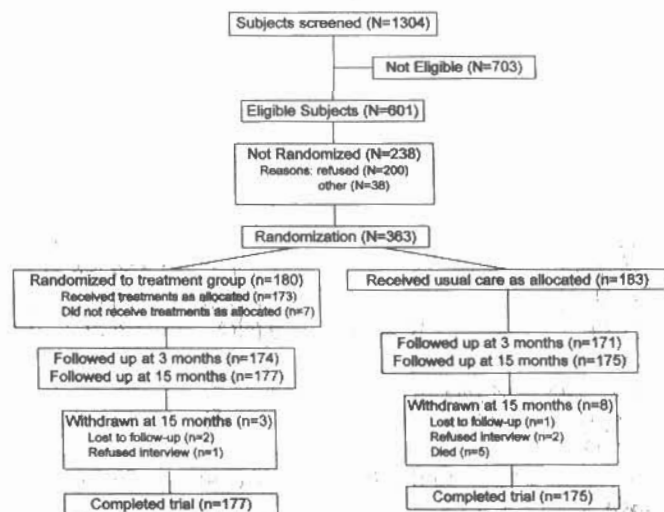 Subjects screened (N=1304)
Not Eligible (N=703)
Eligible Subjects (N=601)
Not Randomized (N=238)
Reasons: refused (N=200)
other (N=38)
Randomization (N=363)
Randomized to treatment group (n=180)
Received treatments as allocated (n=173)
Did not receive treatments as allocated (n=7)
Followed up at 3 months (n=174)
Followed up at 15 months (n=177)
Withdrawn at 15 months (n=3)
Lost to follow-up (n=2)
Refused interview (n=1)
Completed trial (n=177)
Received usual care as allocated (n=183)
Followed up at 3 months (n=171)
Followed up at 15 months (n=175)
Withdrawn at 15 months (n=8)
Lost to follow-up (n=1)
Refused interview (n=2)
Died (n=5)
Completed trial (n=175)